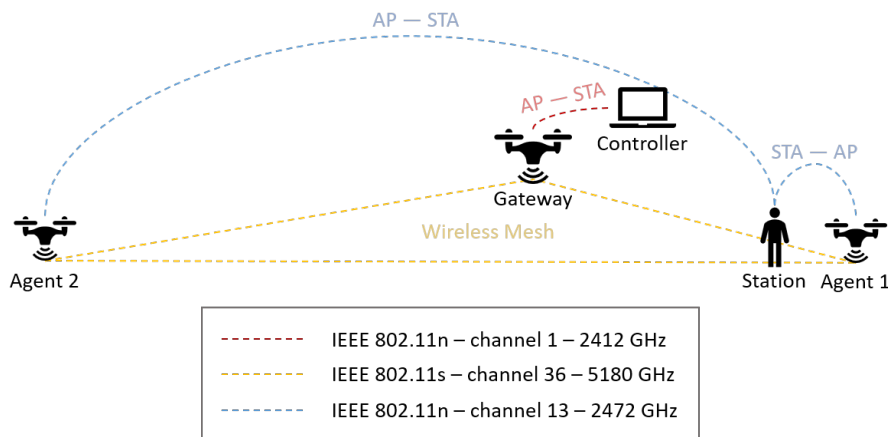 AP — STA
AP — STA
Controller
STA — AP
Gateway
Wireless Mesh
Agent 2
Station
Agent 1
IEEE 802.11n – channel 1 – 2412 GHz
IEEE 802.11s – channel 36 – 5180 GHz
IEEE 802.11n – channel 13 – 2472 GHz